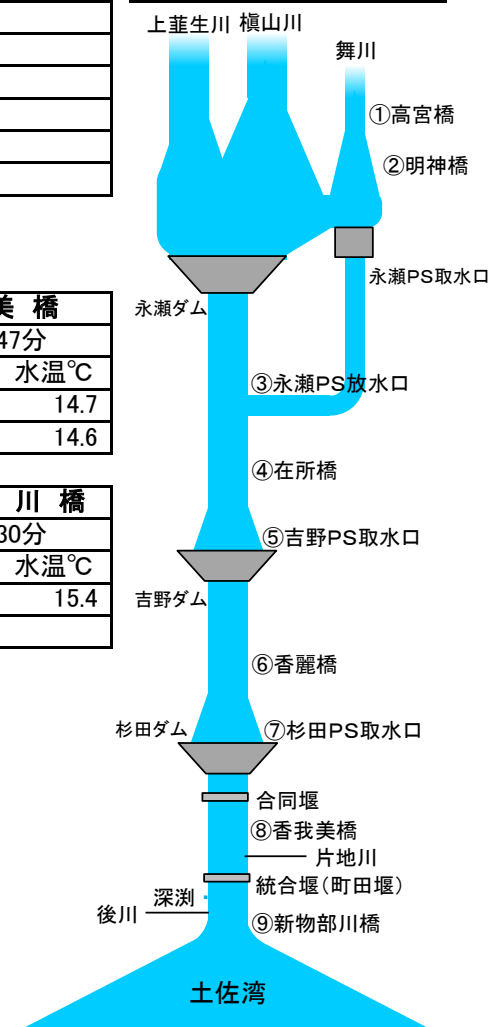 上韮生川 槇山川
舞川
①高宮橋
②明神橋
永瀬PS取水口
永瀬ダム
③永瀬PS放水口
④在所橋
⑤吉野PS取水口
吉野ダム
⑥香麗橋
杉田ダム
⑦杉田PS取水口
合同堰
⑧香我美橋
片地川
統合堰(町田堰)
深渕
後川
⑨新物部川橋
土佐湾
美 橋
47分
水温℃
14.7
14.6
川 橋
30分
水温℃
15.4